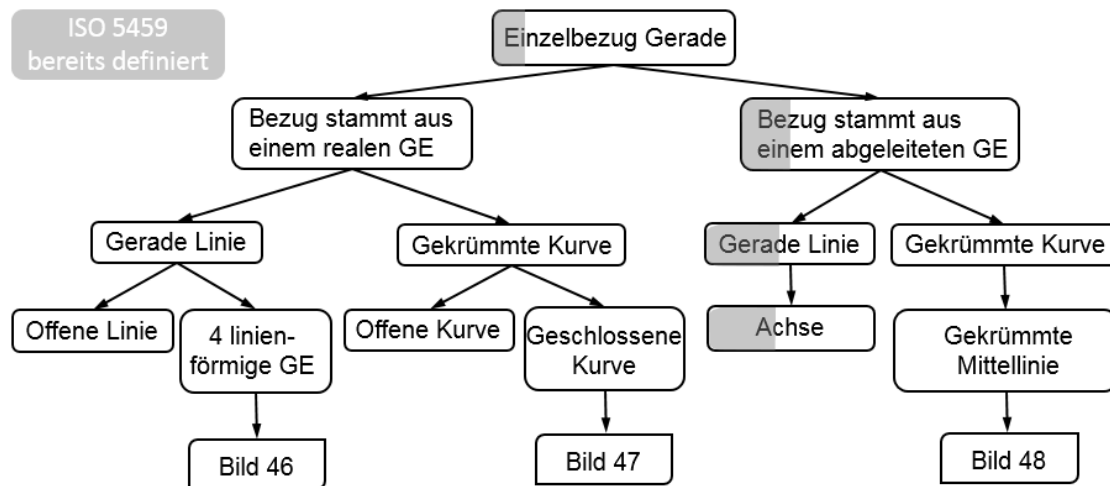 ISO 5459
bereits definiert
Einzelbezug Gerade
Bezug stammt aus
einem realen GE
Bezug stammt aus
einem abgeleiteten GE
Gerade Linie
Gekrümmte Kurve
Gerade Linie
Gekrümmte Kurve
Offene Linie
4 linien-
förmige GE
Offene Kurve
Geschlossene
Kurve
Achse
Gekrümmte
Mittellinie
Bild 46
Bild 47
Bild 48